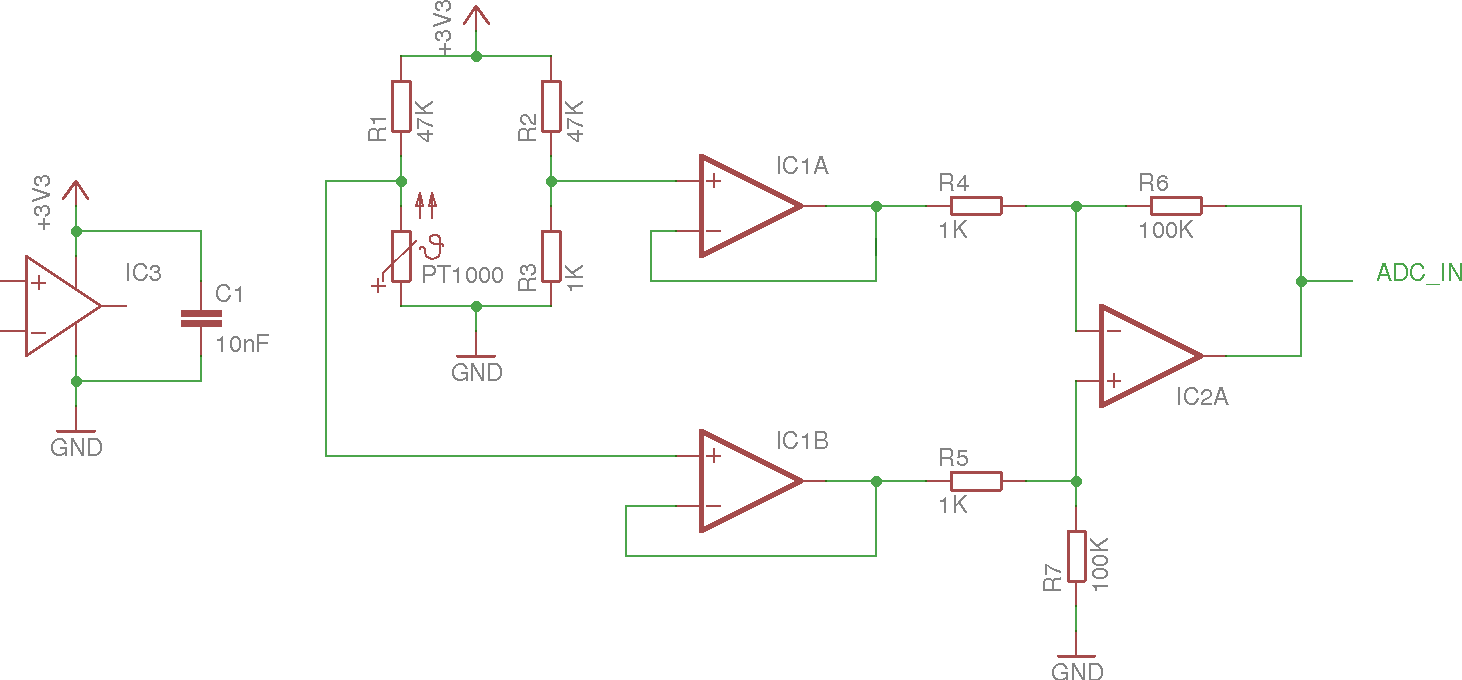 +3V3
R1
47K
R2
47K
+3V3
IC3
C1
10nF
GND
+
−
+
PT1000
R3
1K
GND
IC1A
+
−
R4
1K
R6
100K
ADC_IN
−
+
IC2A
IC1B
+
−
R5
1K
R7
100K
GND
ϑ